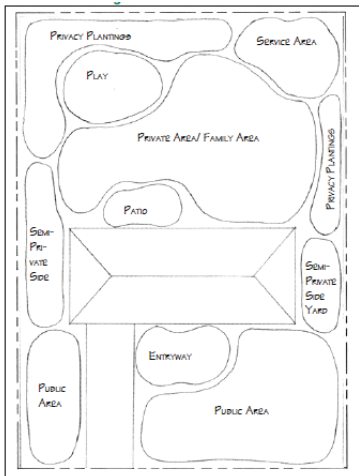 PRIVACY PLANTINGS
SERVICE AREA
PLAY
PRIVATE AREA/ FAMILY AREA
PRIVACY PLANTINGS
PATIO
SEMI-
PRI-
VATE
SIDE
SEMI-
PRIVATE
SIDE
YARD
ENTRYWAY
PUBLIC
AREA
PUBLIC AREA